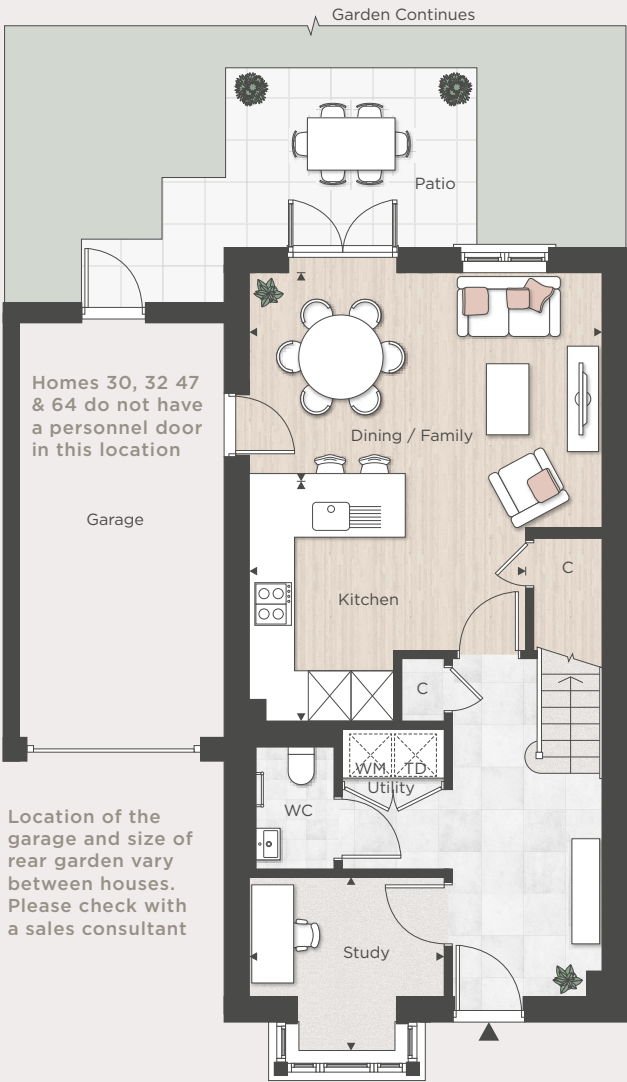 Garden Continues
Patio
Homes 30, 32 47
& 64 do not have
a personnel door
in this location
Dining / Family
Garage
C
Kitchen
C
WM TD
Utility
WC
Location of the
garage and size of
rear garden vary
between houses.
Please check with
a sales consultant
Study